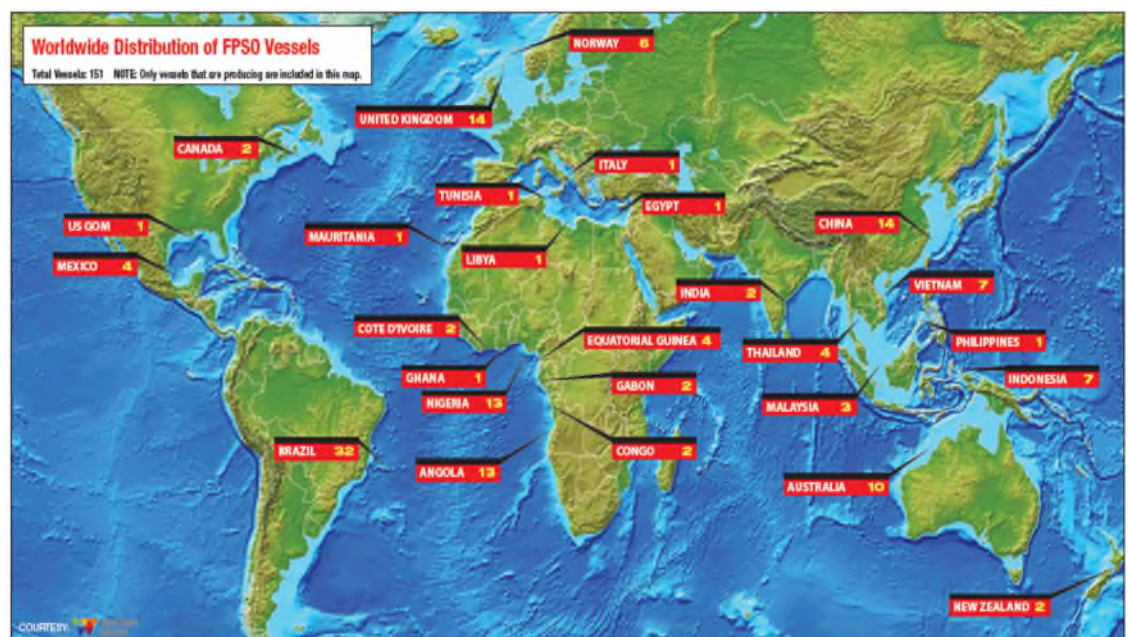 Worldwide Distribution of FPSO Vessels
Total Vessels: 151 NOTE: Only vessels that are producing are included in this map.
NORWAY 6
UNITED KINGDOM 14
CANADA 2
ITALY 1
TUNISIA 1
EGYPT 1
US GOM 1
CHINA 14
MAURITANIA 1
LIBYA 1
MEXICO 4
INDIA 2
VIETNAM 7
COTE D'IVOIRE 2
EQUATORIAL GUINEA 4
THAILAND 4
PHILIPPINES 1
GHANA 1
GABON 2
INDONESIA 7
NIGERIA 13
MALAYSIA 3
BRAZIL 32
ANGOLA 13
CONGO 2
AUSTRALIA 10
NEW ZEALAND 2
COURTESY: